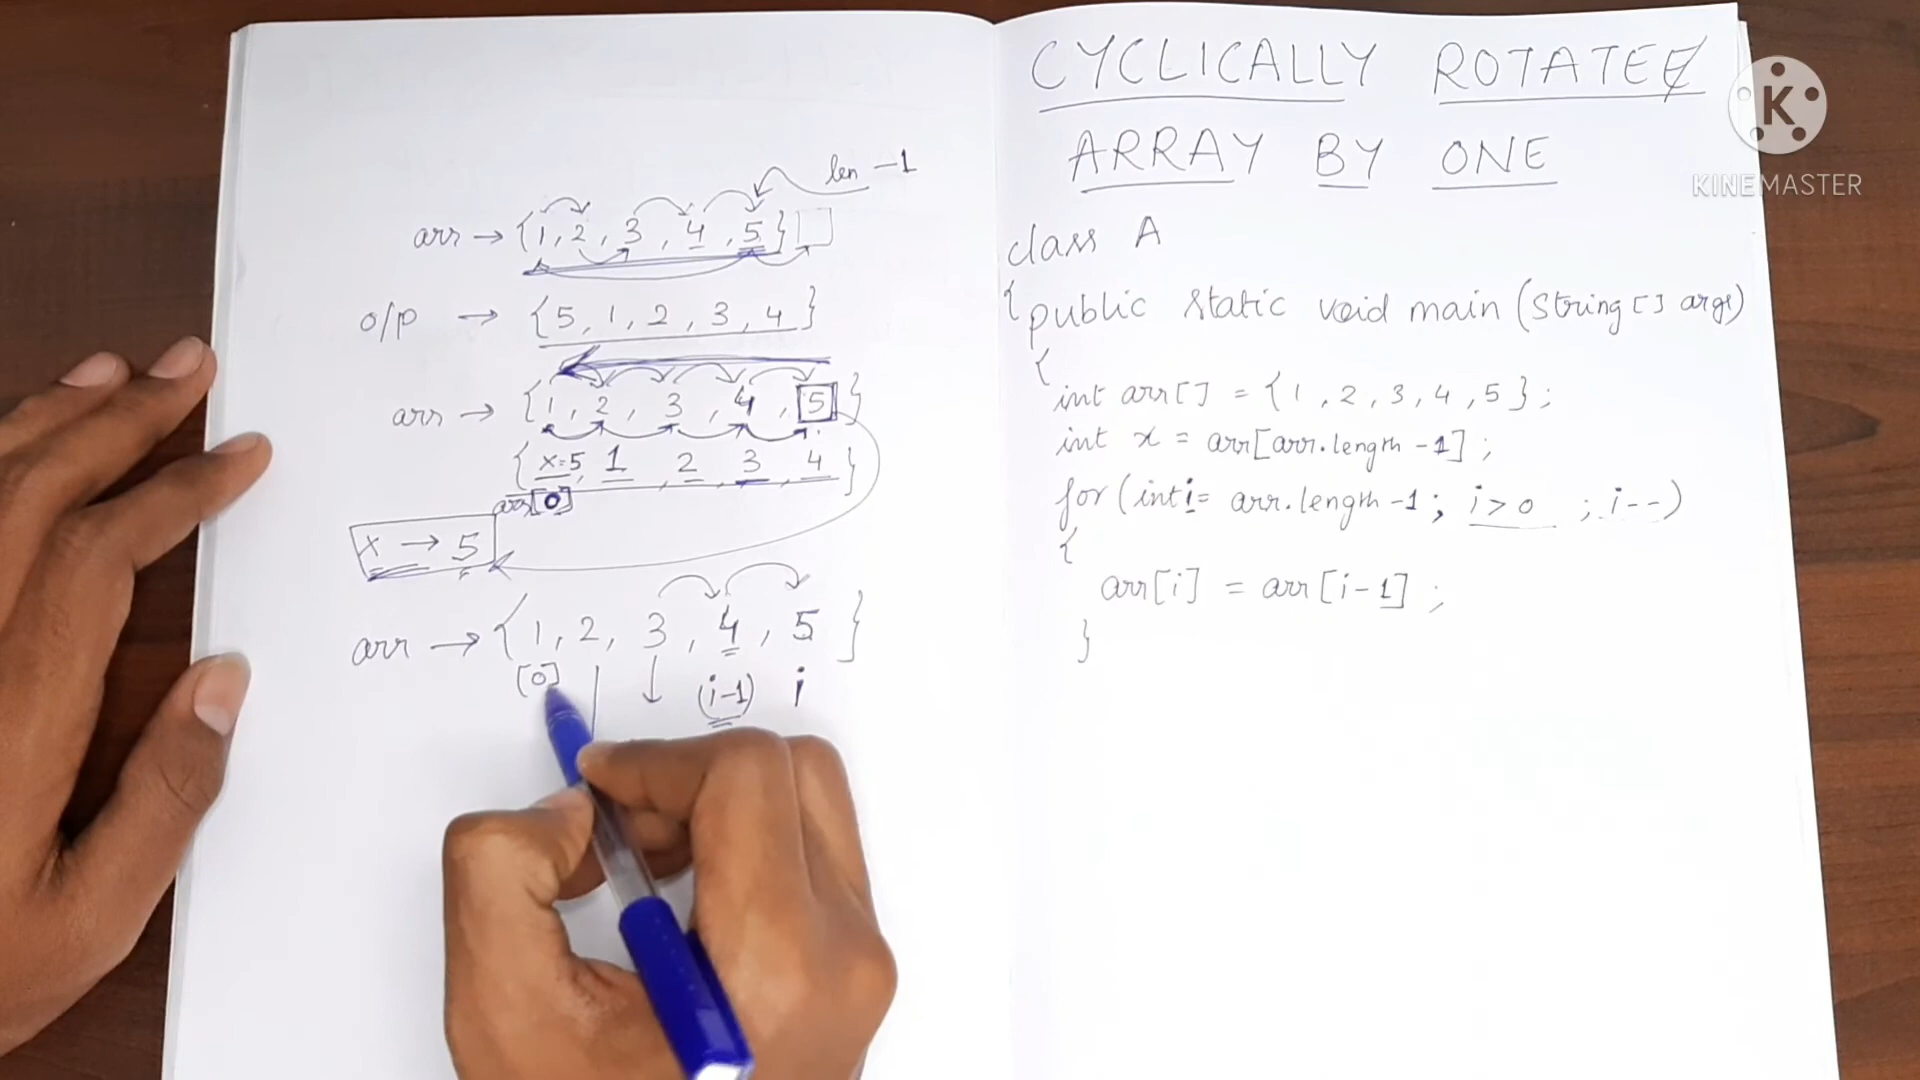 len -1
arr → {1, 2, 3, 4, 5}
o/p → {5, 1, 2, 3, 4}
arr → {1, 2, 3, 4, 5}
{x=5, 1 2, 3, 4}
arr[0]
x → 5
arr → {1, 2, 3, 4, 5}
[0] (i-1) i
CYCLICALLY ROTATE
ARRAY BY ONE
K
KINEMASTER
class A
{ public static void main (String [] args)
{
int arr[] = {1, 2, 3, 4, 5};
int x = arr[arr.length -1];
for (int i = arr.length -1; i > 0 ; i--)
{
arr[i] = arr[i-1];
}